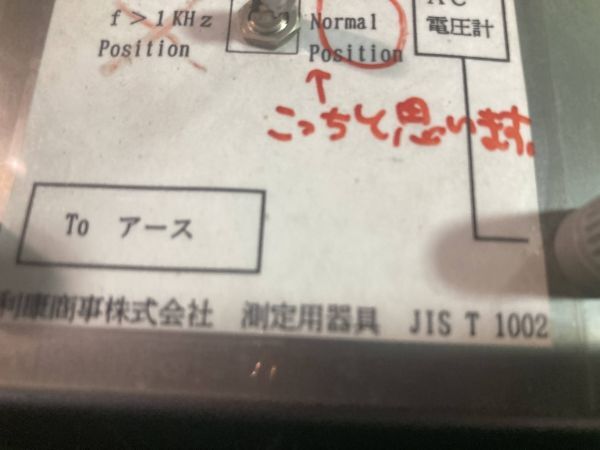 f > 1 KHz
Position
Normal
Position
AC
電圧計
↑
こっちと思います。
To アース
利康商事株式会社 測定用器具 JIS T 1002